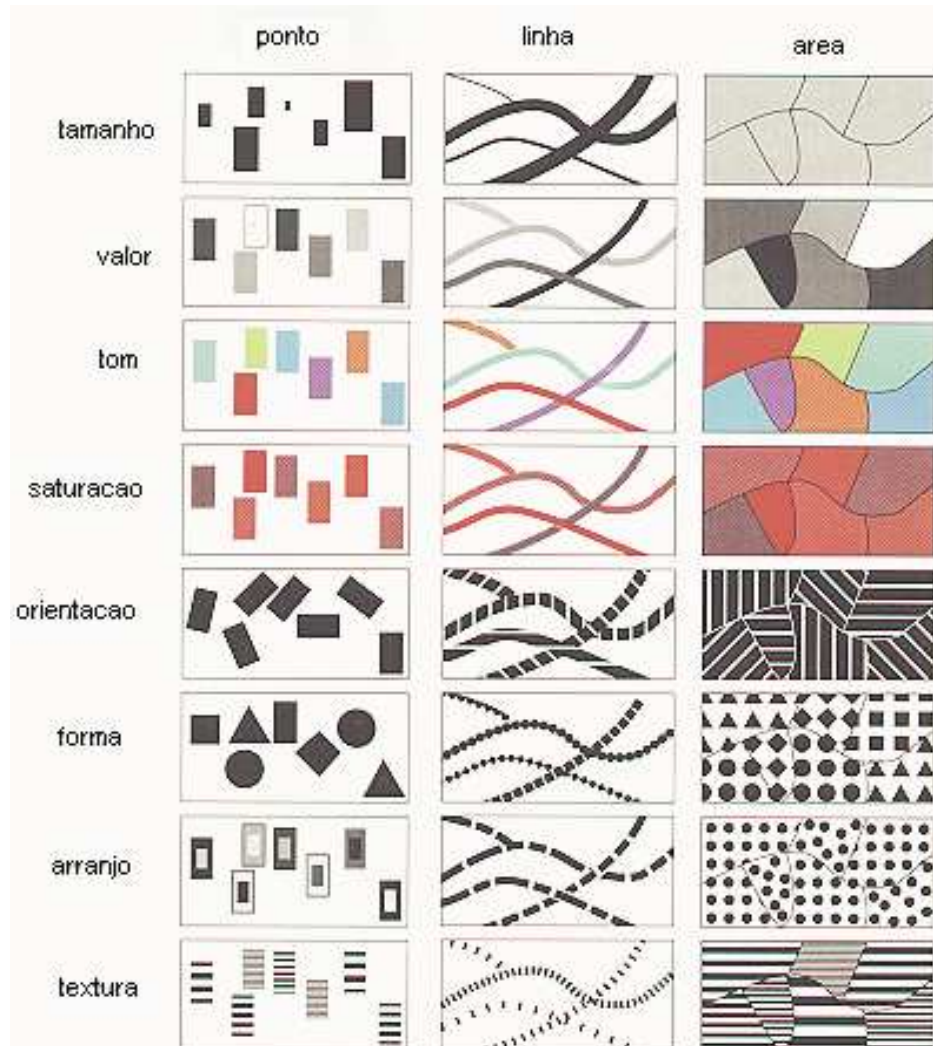 ponto linha area
tamanho
valor
tom
saturacao
orientacao
forma
arranjo
textura